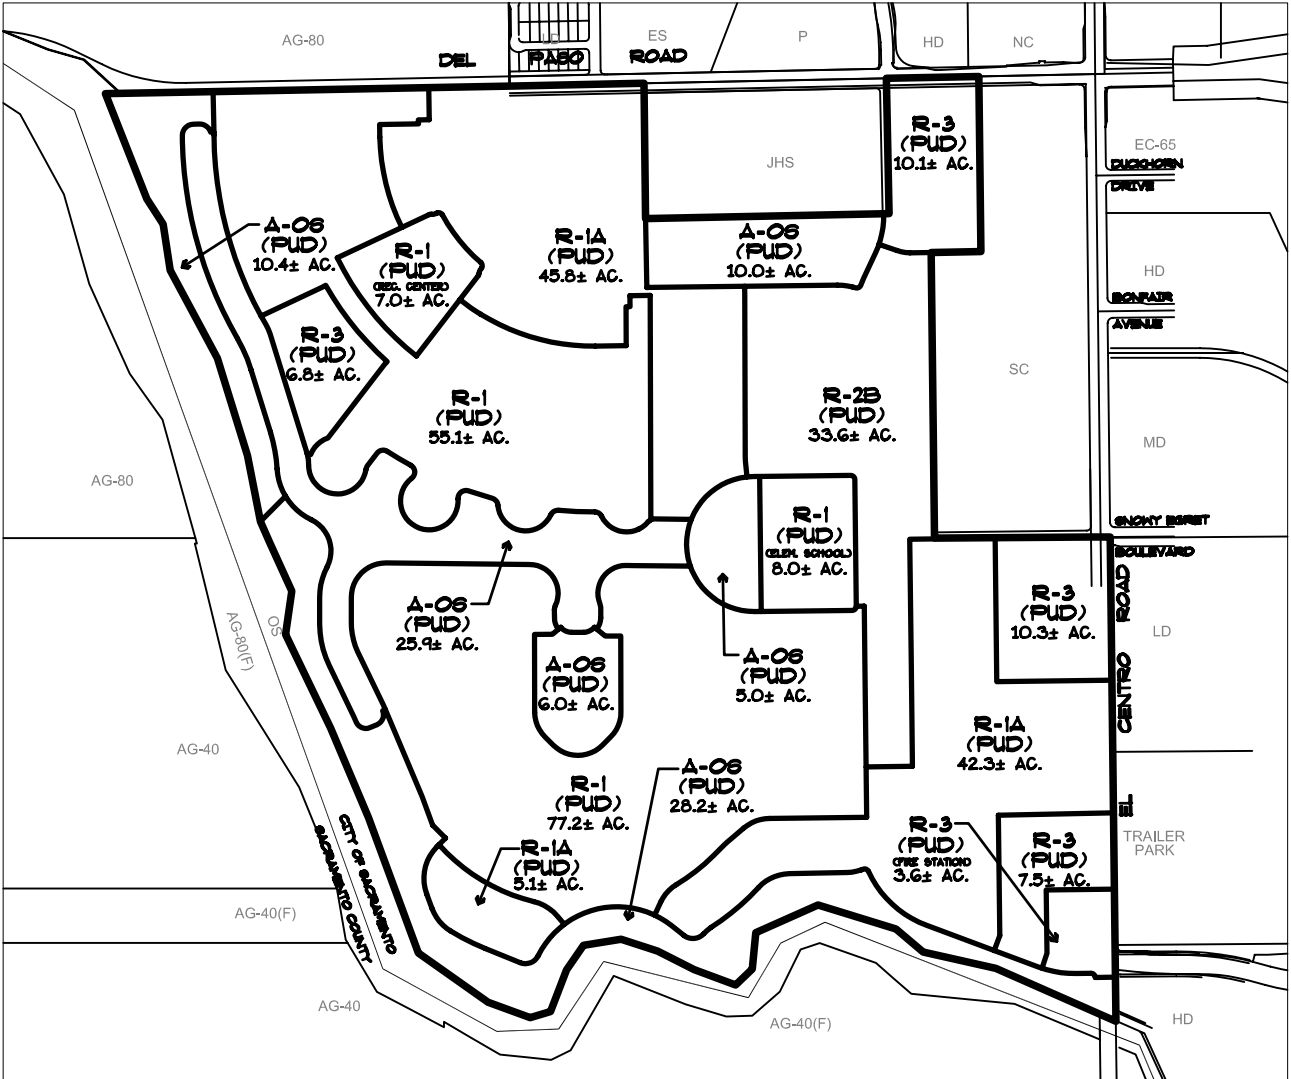 AG-80
LD
ES
P
HD
NC
DEL PASO ROAD
R-3
(PUD)
10.1± AC.
JHS
EC-65
DUCKHORN
DRIVE
A-OS
(PUD)
10.4± AC.
R-1
(PUD)
(REC. CENTER)
7.0± AC.
R-1A
(PUD)
45.8± AC.
A-OS
(PUD)
10.0± AC.
HD
BONFAIR
AVENUE
R-3
(PUD)
6.8± AC.
SC
R-1
(PUD)
55.1± AC.
R-2B
(PUD)
33.6± AC.
MD
AG-80
R-1
(PUD)
(ELEM. SCHOOL)
8.0± AC.
SNOWY EGRET
BOULEVARD
A-OS
(PUD)
25.9± AC.
R-3
(PUD)
10.3± AC.
LD
AG-80(F)
OS
A-OS
(PUD)
6.0± AC.
A-OS
(PUD)
5.0± AC.
EL CENTRO ROAD
AG-40
R-1A
(PUD)
42.3± AC.
R-1
(PUD)
77.2± AC.
A-OS
(PUD)
28.2± AC.
TRAILER
PARK
CITY OF SACRAMENTO
SACRAMENTO COUNTY
R-1A
(PUD)
5.1± AC.
R-3
(PUD)
(FIRE STATION)
3.6± AC.
R-3
(PUD)
7.5± AC.
AG-40(F)
AG-40
AG-40(F)
HD